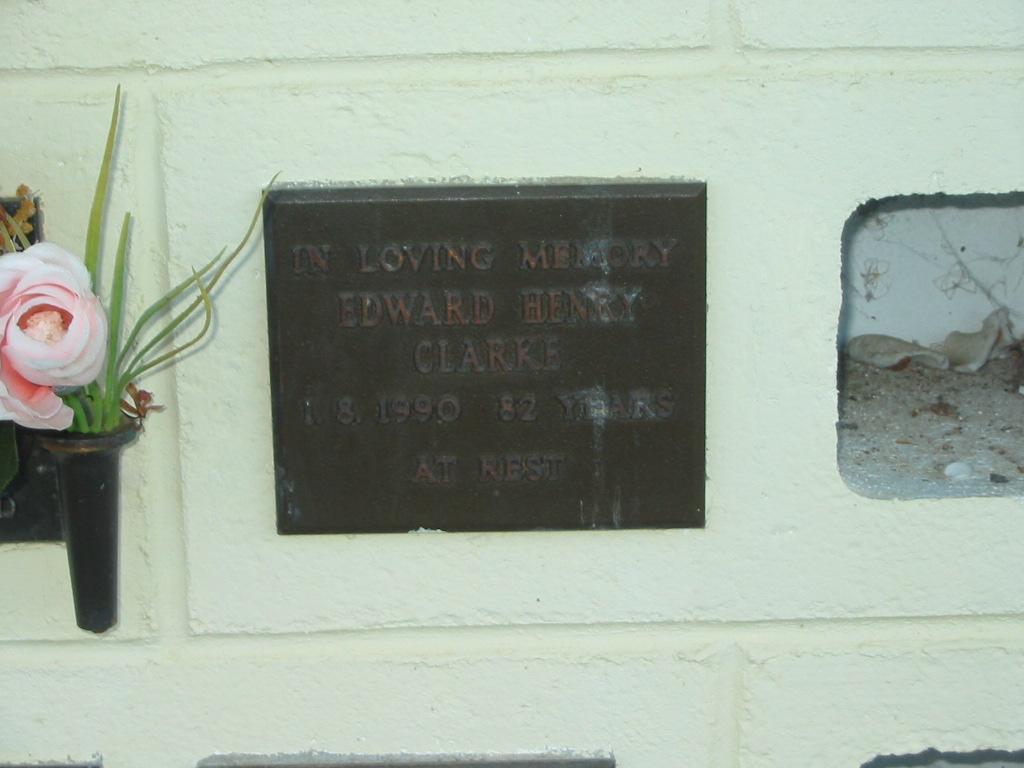 IN LOVING MEMORY
EDWARD HENRY
CLARKE
1.8.1990 82 YEARS
AT REST